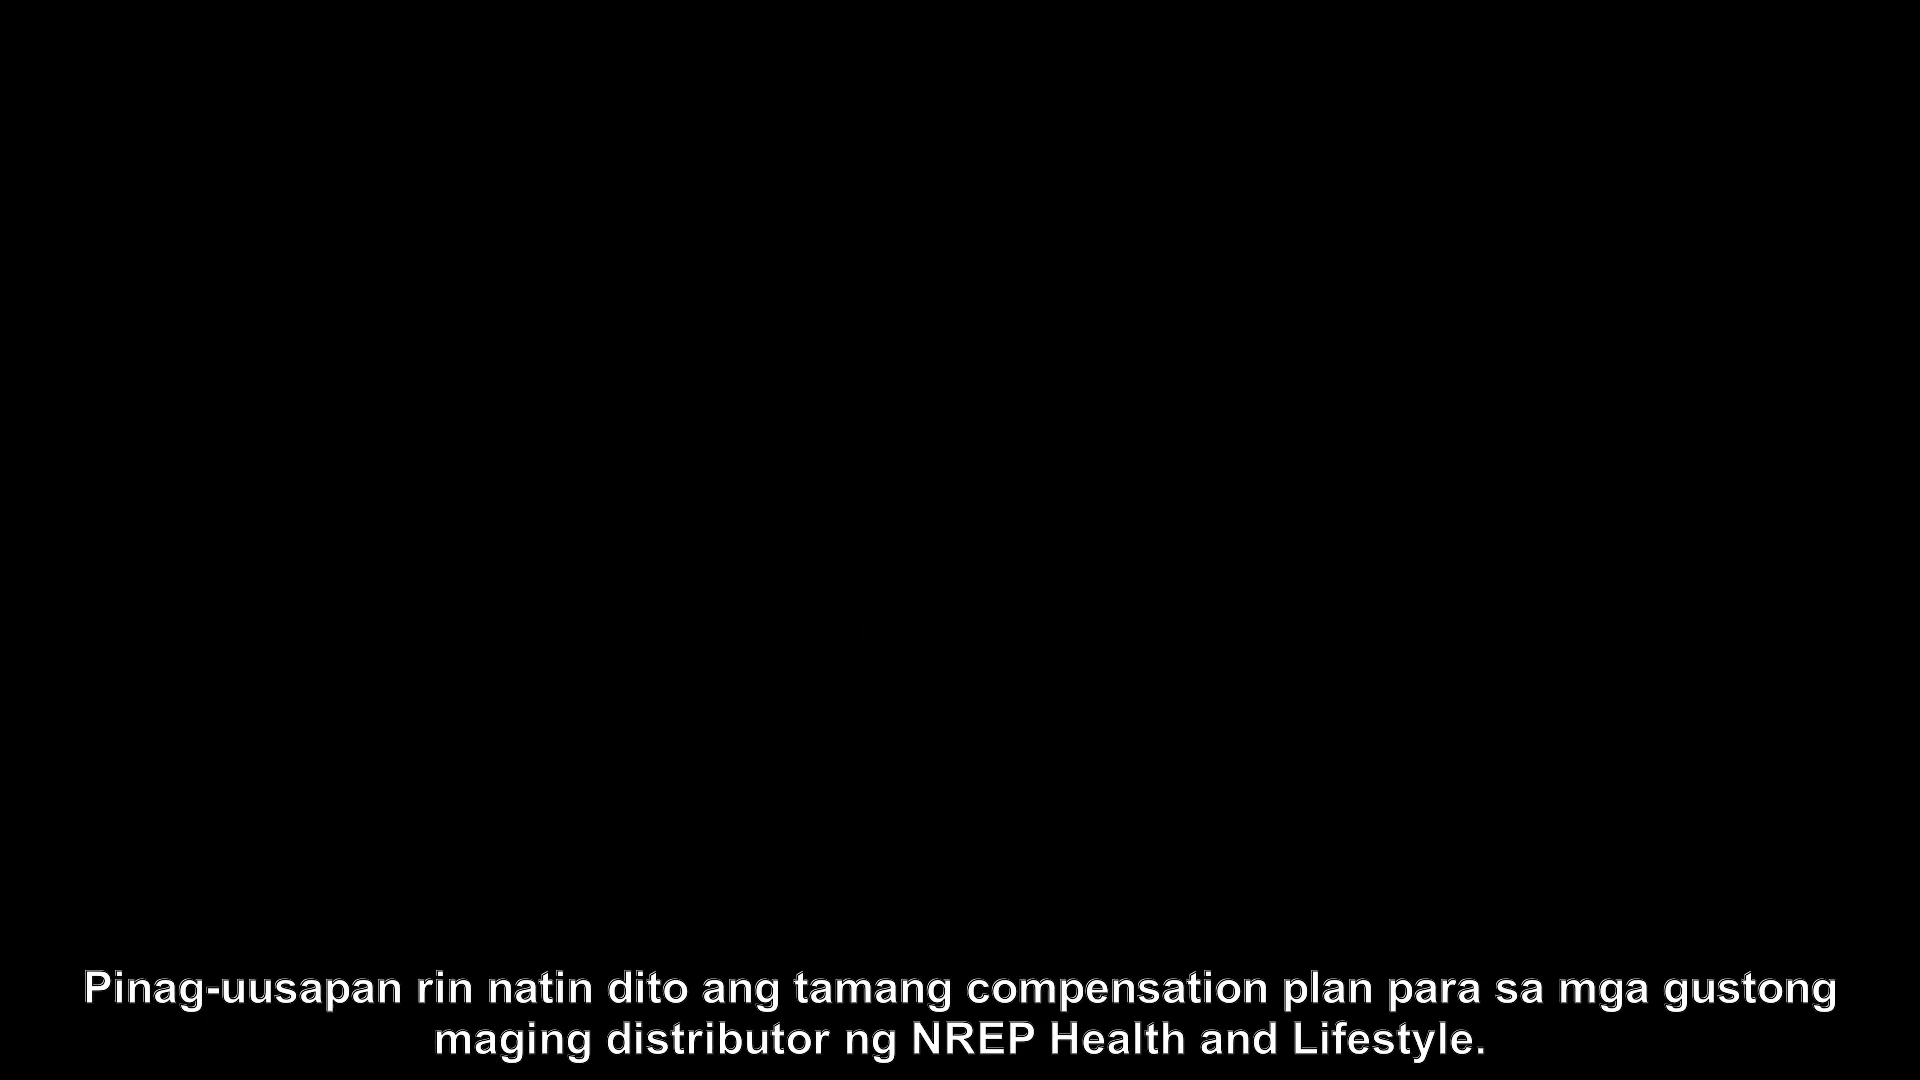 Pinag-uusapan rin natin dito ang tamang compensation plan para sa mga gustong
maging distributor ng NREP Health and Lifestyle.